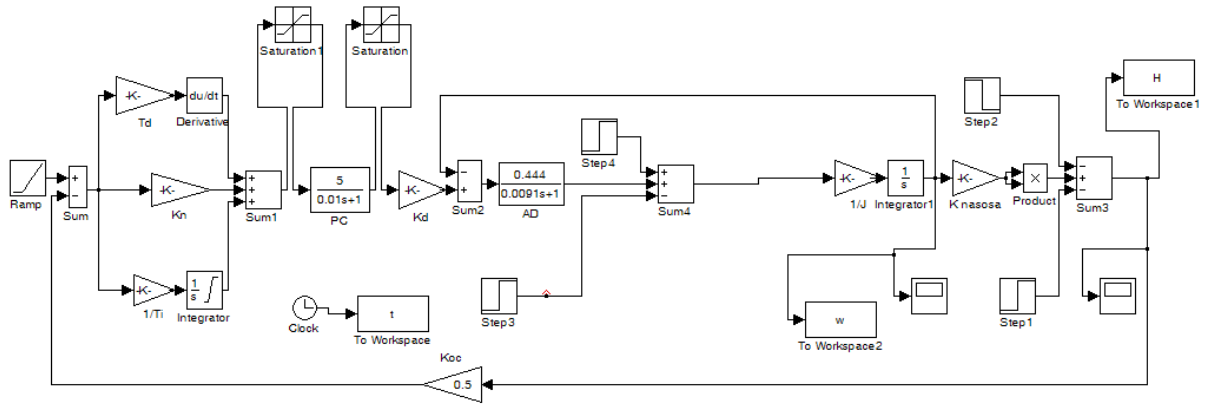 Saturation1
Saturation
-K-
Td
du/dt
Derivative
H
To Workspace1
Step2
Step4
Ramp
+
−
Sum
-K-
Kn
+
+
+
Sum1
5
0.01s+1
PC
-K-
Kd
−
+
Sum2
0.444
0.0091s+1
AD
+
+
−
Sum4
-K-
1/J
1
s
Integrator1
-K-
K nasosa
×
Product
−
+
−
Sum3
-K-
1/Ti
1
s
Integrator
Clock
t
To Workspace
Step3
w
To Workspace2
Step1
Koc
0.5